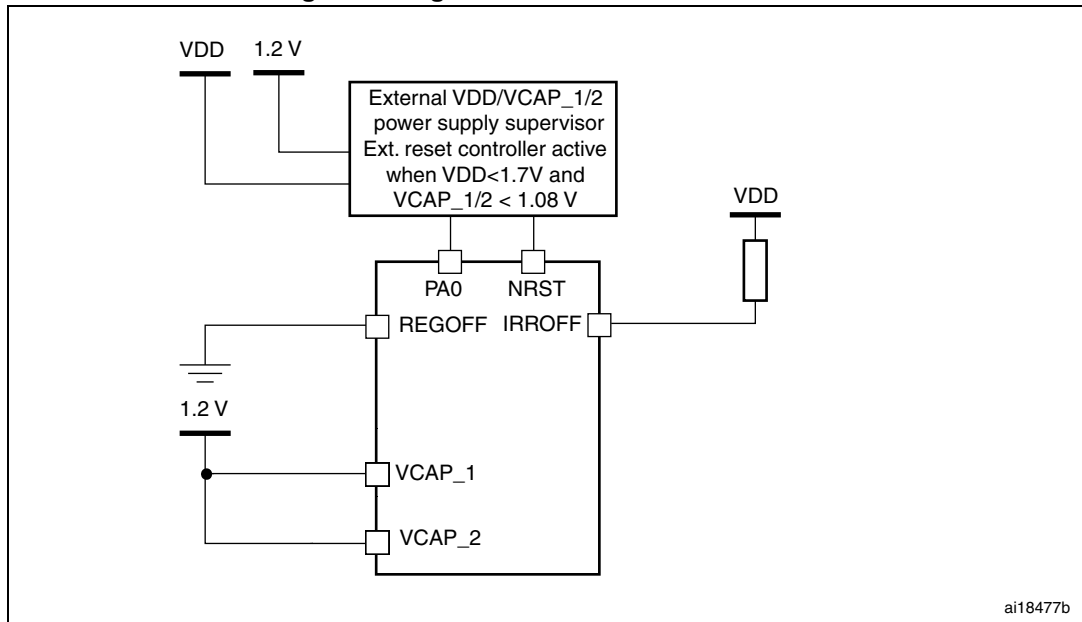 VDD
1.2 V
External VDD/VCAP_1/2
power supply supervisor
Ext. reset controller active
when VDD<1.7V and
VCAP_1/2 < 1.08 V
VDD
PA0
NRST
REGOFF
IRROFF
1.2 V
VCAP_1
VCAP_2
ai18477b